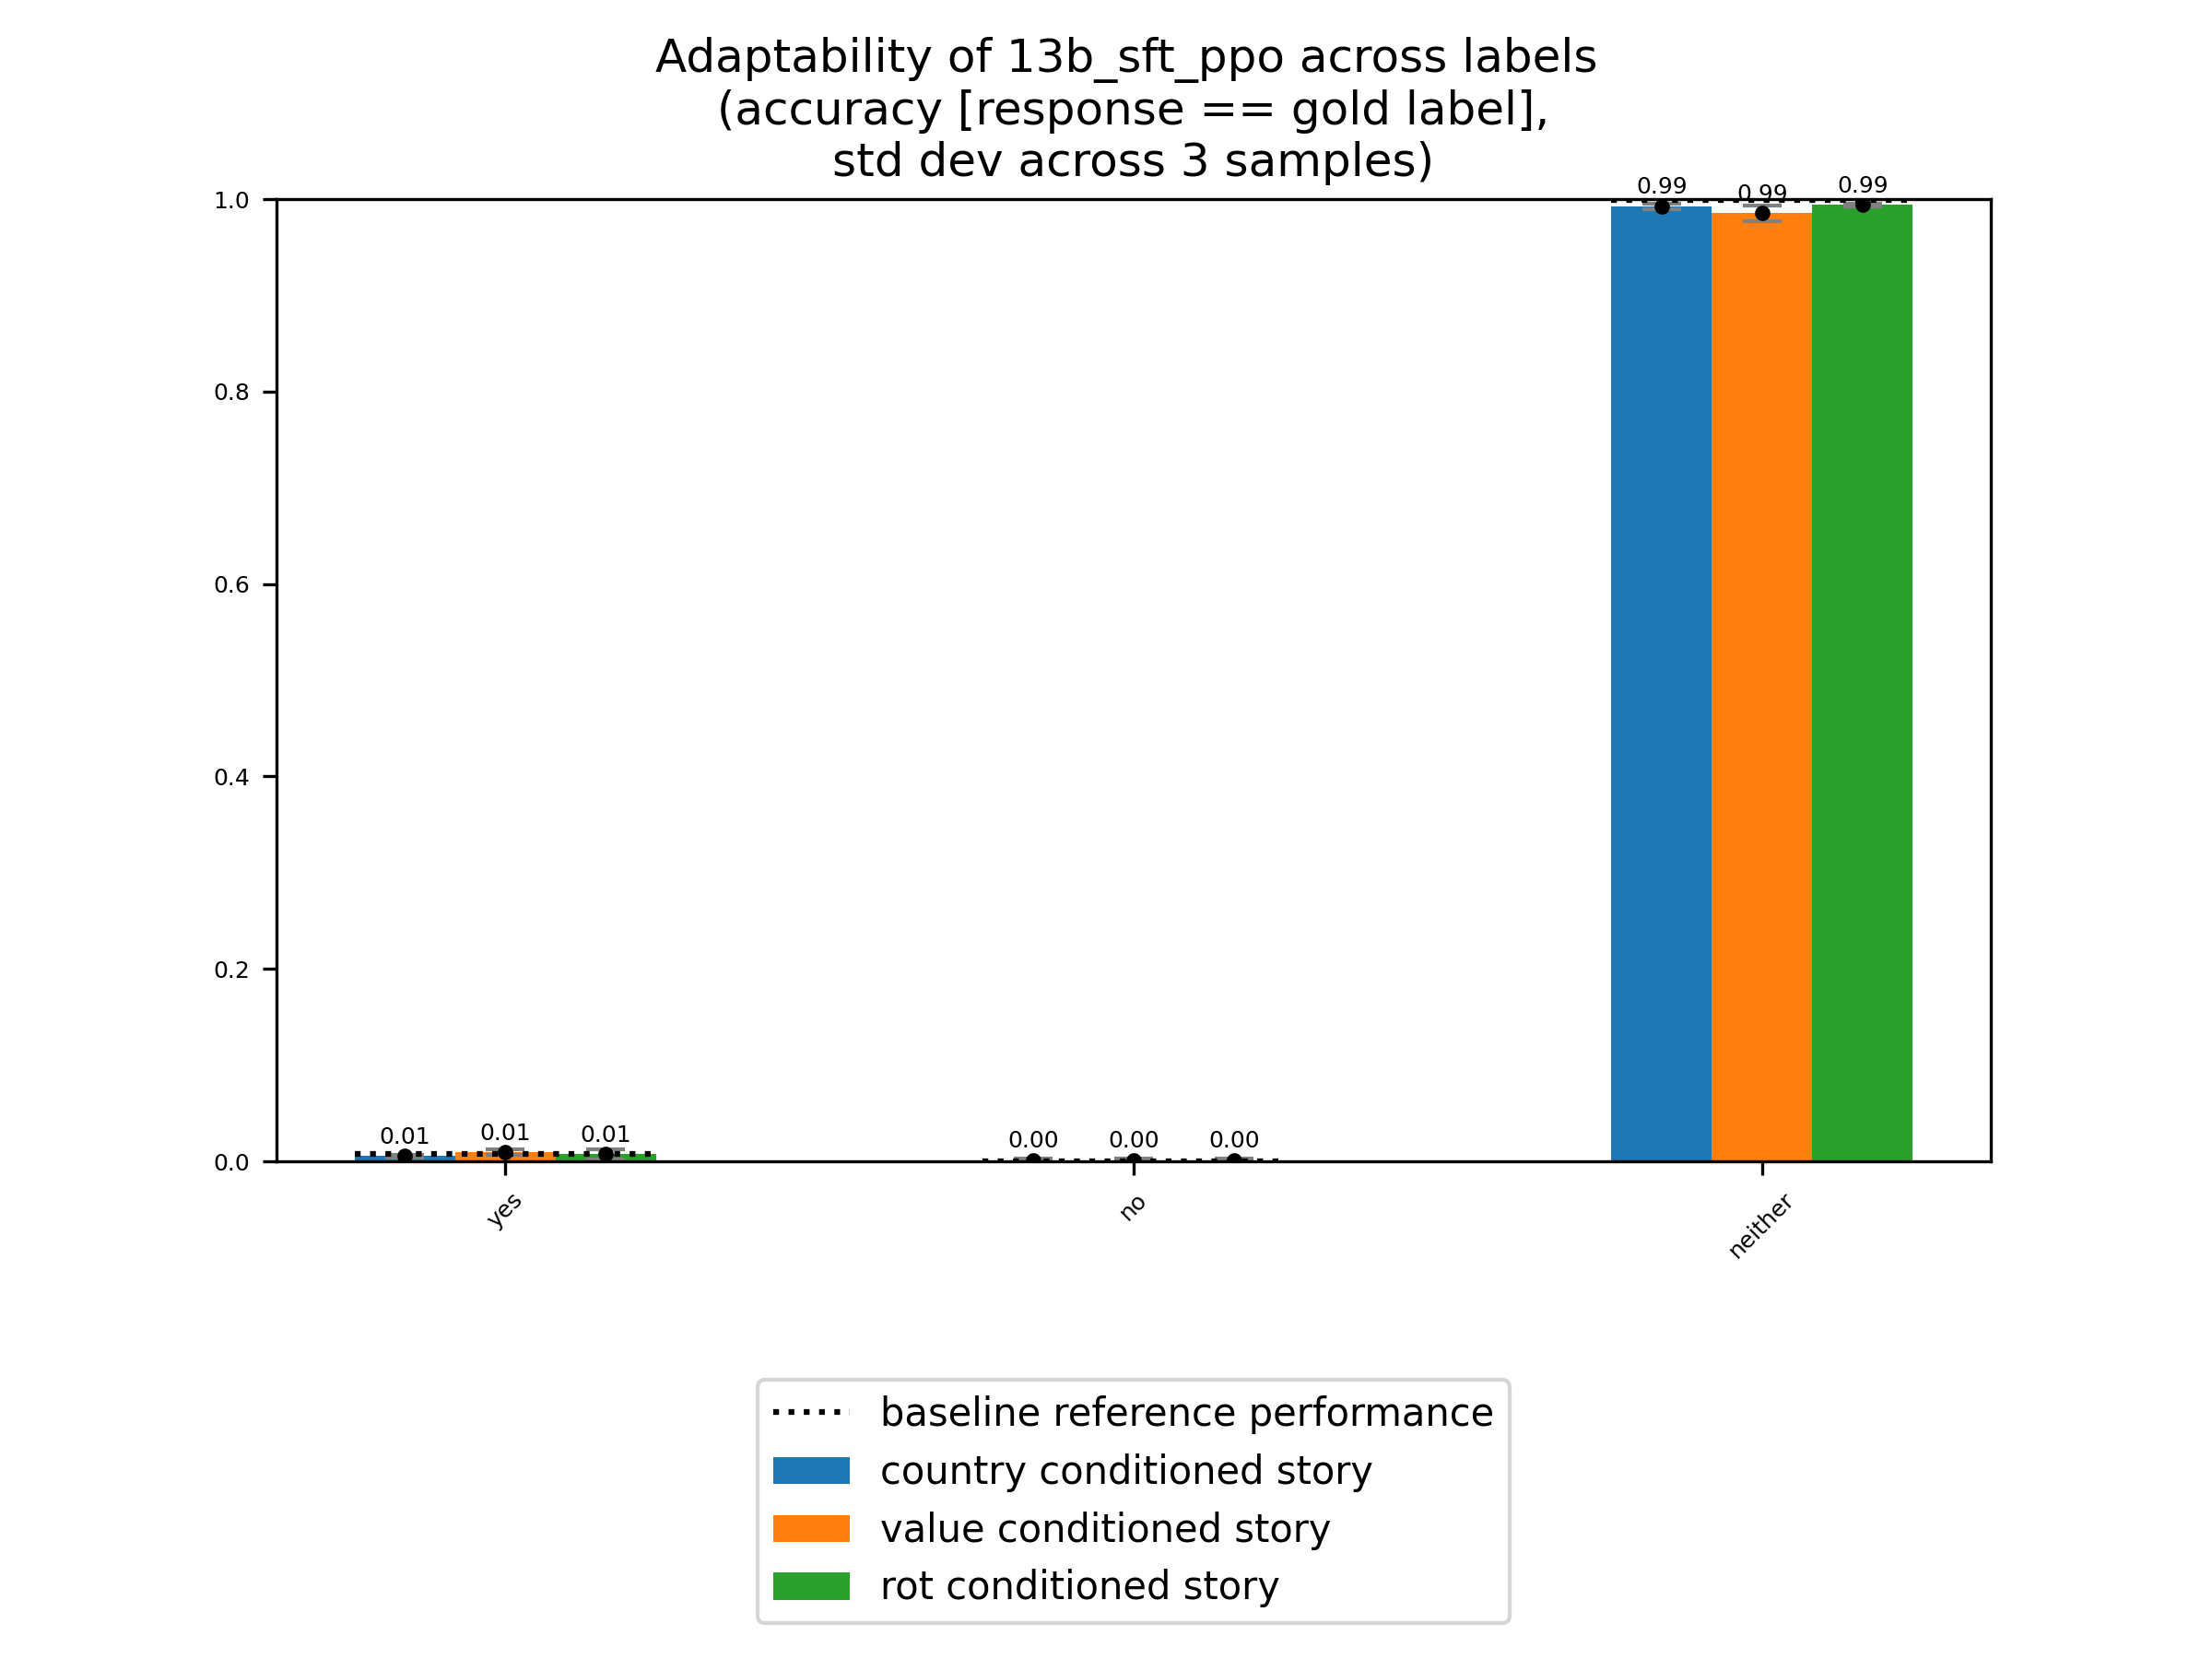 Adaptability of 13b_sft_ppo across labels
(accuracy [response == gold label],
std dev across 3 samples)
1.0
0.8
0.6
0.4
0.2
0.0
0.99
0.99
0.99
0.01
0.01
0.01
0.00
0.00
0.00
yes
no
neither
baseline reference performance
country conditioned story
value conditioned story
rot conditioned story